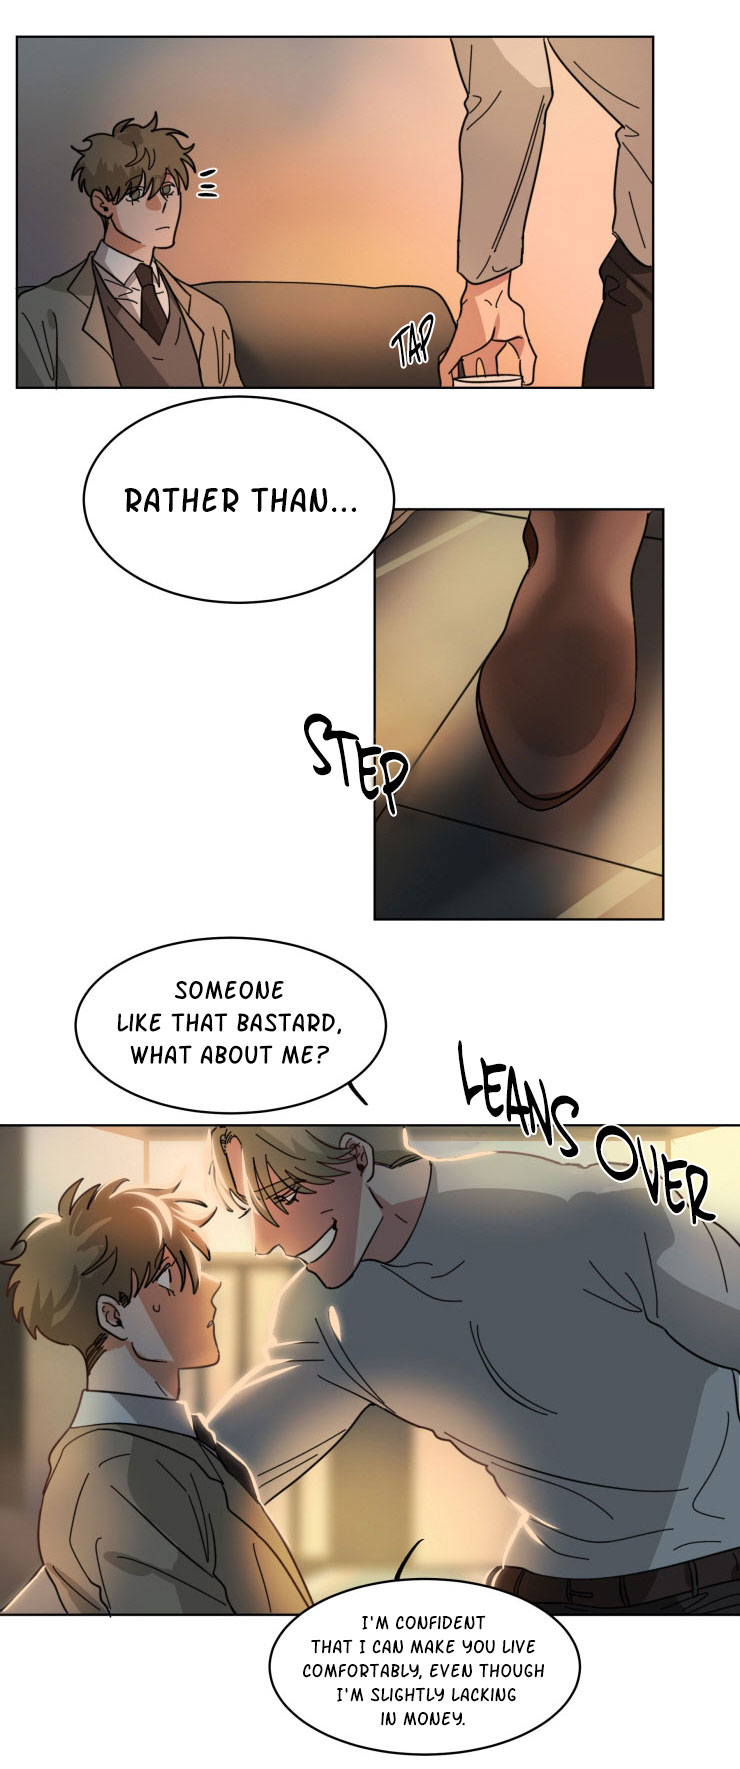 TAP
RATHER THAN...
STEP
SOMEONE
LIKE THAT BASTARD,
WHAT ABOUT ME?
LEANS OVER
I'M CONFIDENT
THAT I CAN MAKE YOU LIVE
COMFORTABLY, EVEN THOUGH
I'M SLIGHTLY LACKING
IN MONEY.